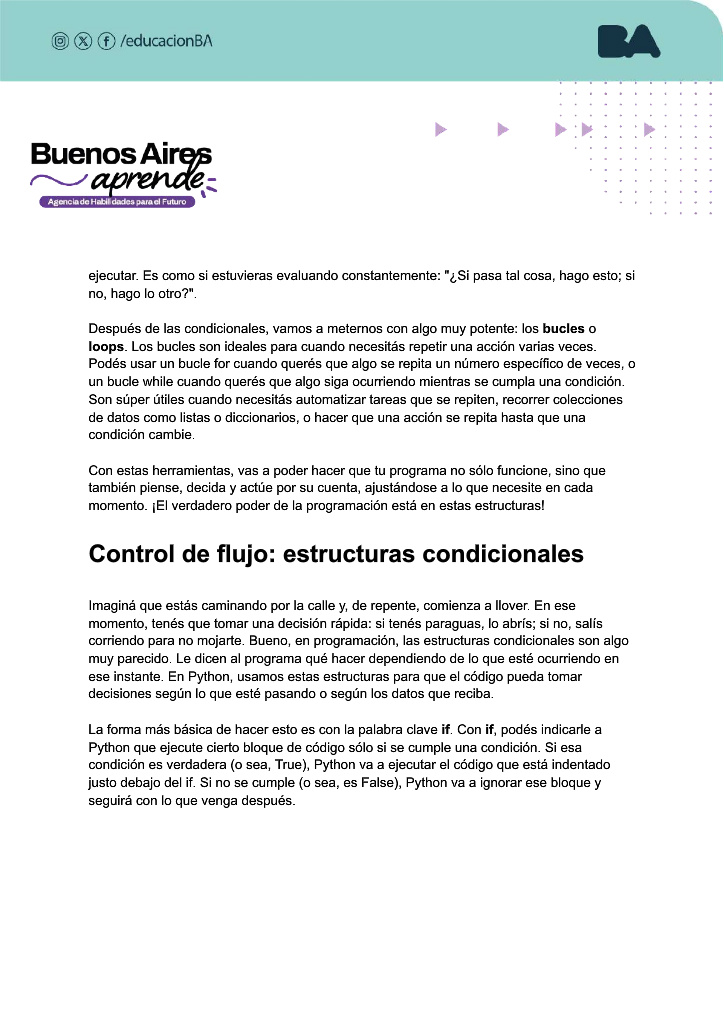 /educacionBA
BA
Buenos Aires
aprende
Agencia de Habilidades para el Futuro
ejecutar. Es como si estuvieras evaluando constantemente: "¿Si pasa tal cosa, hago esto; si
no, hago lo otro?".
Después de las condicionales, vamos a meternos con algo muy potente: los bucles o
loops. Los bucles son ideales para cuando necesitás repetir una acción varias veces.
Podés usar un bucle for cuando querés que algo se repita un número específico de veces, o
un bucle while cuando querés que algo siga ocurriendo mientras se cumpla una condición.
Son súper útiles cuando necesitás automatizar tareas que se repiten, recorrer colecciones
de datos como listas o diccionarios, o hacer que una acción se repita hasta que una
condición cambie.
Con estas herramientas, vas a poder hacer que tu programa no sólo funcione, sino que
también piense, decida y actúe por su cuenta, ajustándose a lo que necesite en cada
momento. ¡El verdadero poder de la programación está en estas estructuras!
Control de flujo: estructuras condicionales
Imaginá que estás caminando por la calle y, de repente, comienza a llover. En ese
momento, tenés que tomar una decisión rápida: si tenés paraguas, lo abrís; si no, salís
corriendo para no mojarte. Bueno, en programación, las estructuras condicionales son algo
muy parecido. Le dicen al programa qué hacer dependiendo de lo que esté ocurriendo en
ese instante. En Python, usamos estas estructuras para que el código pueda tomar
decisiones según lo que esté pasando o según los datos que reciba.
La forma más básica de hacer esto es con la palabra clave if. Con if, podés indicarle a
Python que ejecute cierto bloque de código sólo si se cumple una condición. Si esa
condición es verdadera (o sea, True), Python va a ejecutar el código que está indentado
justo debajo del if. Si no se cumple (o sea, es False), Python va a ignorar ese bloque y
seguirá con lo que venga después.